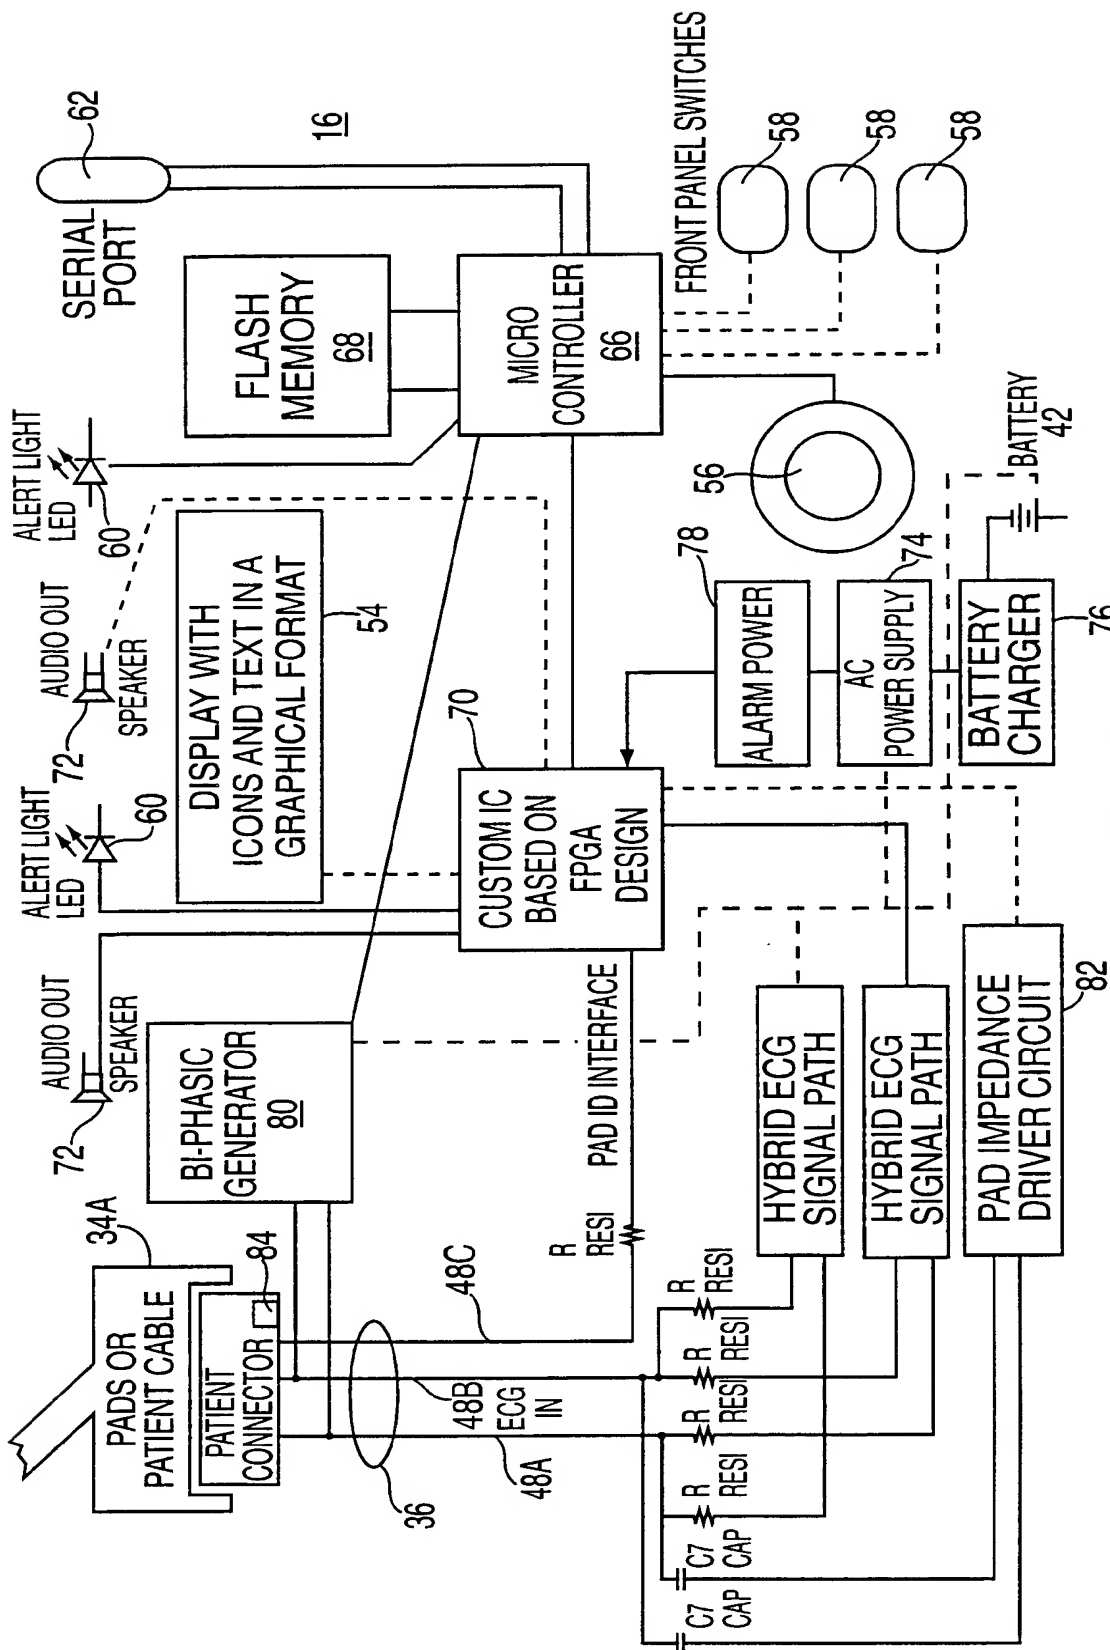 34A
PADS OR
PATIENT CABLE
PATIENT
CONNECTOR
84
36
48A
48B
ECG
IN
48C
72
AUDIO OUT
SPEAKER
BI-PHASIC
GENERATOR
80
ALERT LIGHT
LED
60
72
AUDIO OUT
SPEAKER
ALERT LIGHT
LED
60
DISPLAY WITH
ICONS AND TEXT IN A
GRAPHICAL FORMAT
54
SERIAL
PORT
62
16
FLASH
MEMORY
68
MICRO
CONTROLLER
66
70
CUSTOM IC
BASED ON
FPGA
DESIGN
R
RESI
PAD ID INTERFACE
FRONT PANEL SWITCHES
58
58
58
56
78
ALARM POWER
74
AC
POWER SUPPLY
BATTERY
CHARGER
76
BATTERY
42
C7
CAP
C7
CAP
R
RESI
R
RESI
R
RESI
R
RESI
HYBRID ECG
SIGNAL PATH
HYBRID ECG
SIGNAL PATH
PAD IMPEDANCE
DRIVER CIRCUIT
82